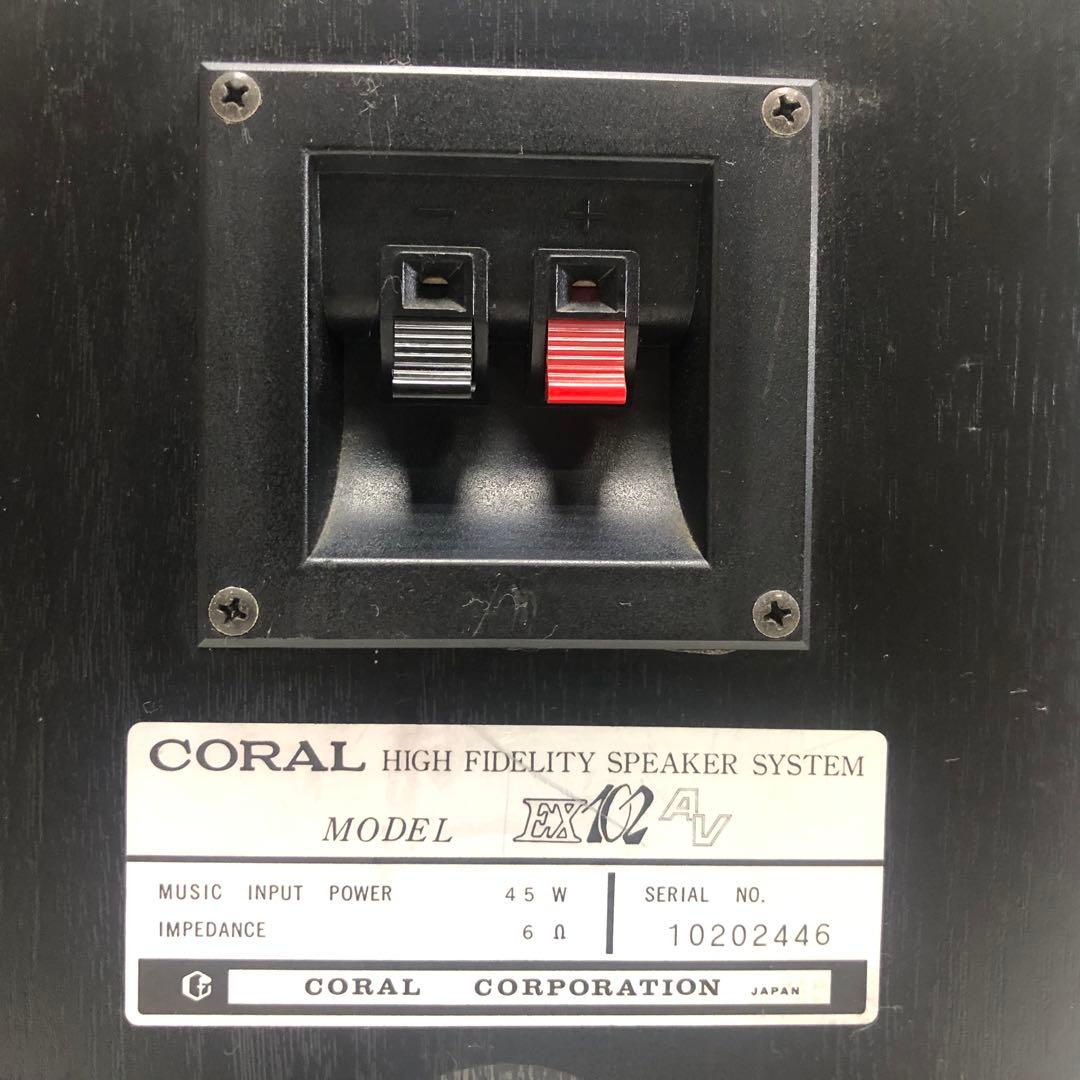 - +
CORAL HIGH FIDELITY SPEAKER SYSTEM
MODEL EX102 AV
MUSIC INPUT POWER 45 W
IMPEDANCE 6 Ω
SERIAL NO.
10202446
CORAL CORPORATION JAPAN